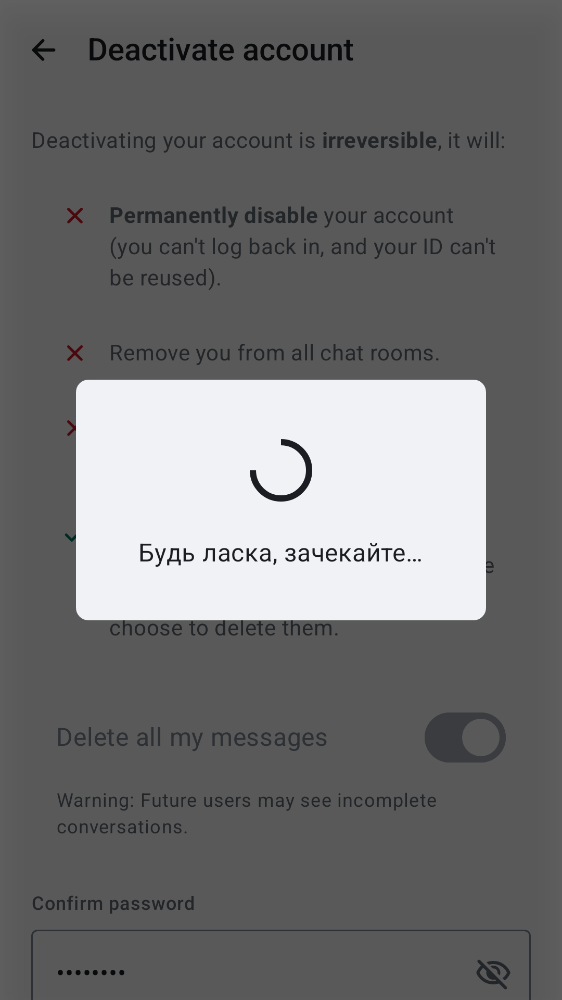 Deactivate account
Deactivating your account is irreversible, it will:
Permanently disable your account
(you can't log back in, and your ID can't
be reused).
Remove you from all chat rooms.
Будь ласка, зачекайте...
choose to delete them.
Delete all my messages
Warning: Future users may see incomplete
conversations.
Confirm password